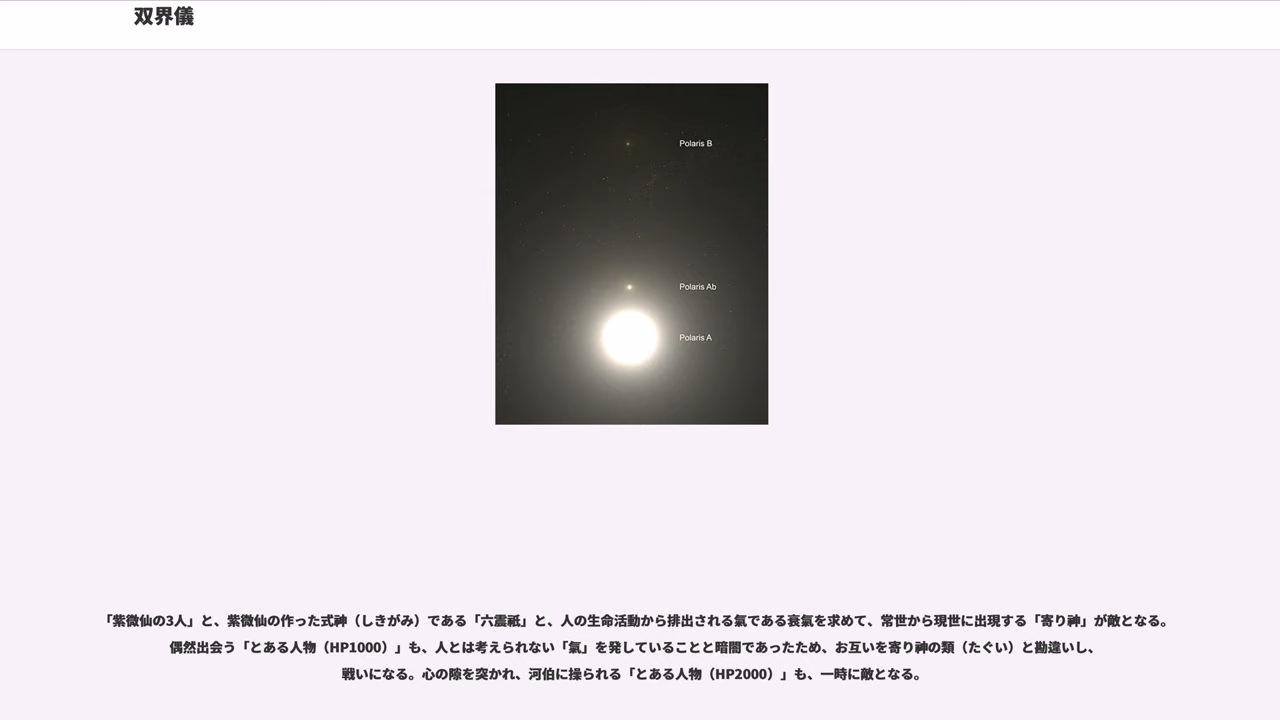 双界儀
Polaris B
Polaris Ab
Polaris A
「紫微仙の3人」と、紫微仙の作った式神（しきがみ）である「六震祇」と、人の生命活動から排出される氣である衰氣を求めて、常世から現世に出現する「寄り神」が敵となる。
偶然出会う「とある人物（HP1000）」も、人とは考えられない「氣」を発していることと暗闇であったため、お互いを寄り神の類（たぐい）と勘違いし、
戦いになる。心の隙を突かれ、河伯に操られる「とある人物（HP2000）」も、一時に敵となる。